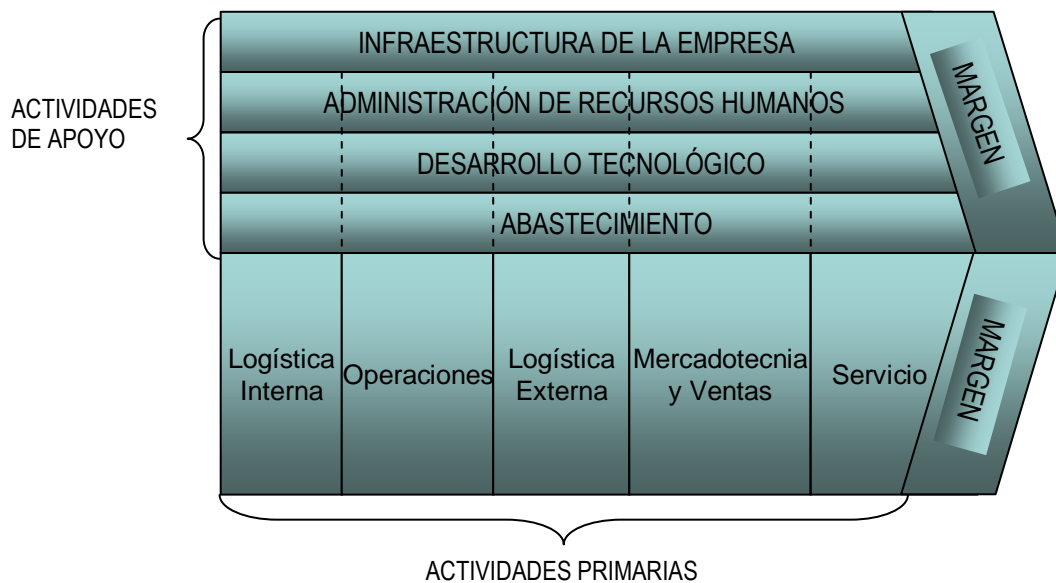 INFRAESTRUCTURA DE LA EMPRESA
ADMINISTRACIÓN DE RECURSOS HUMANOS
DESARROLLO TECNOLÓGICO
ABASTECIMIENTO
ACTIVIDADES
DE APOYO
MARGEN
Logística
Interna
Operaciones
Logística
Externa
Mercadotecnia
y Ventas
Servicio
MARGEN
ACTIVIDADES PRIMARIAS